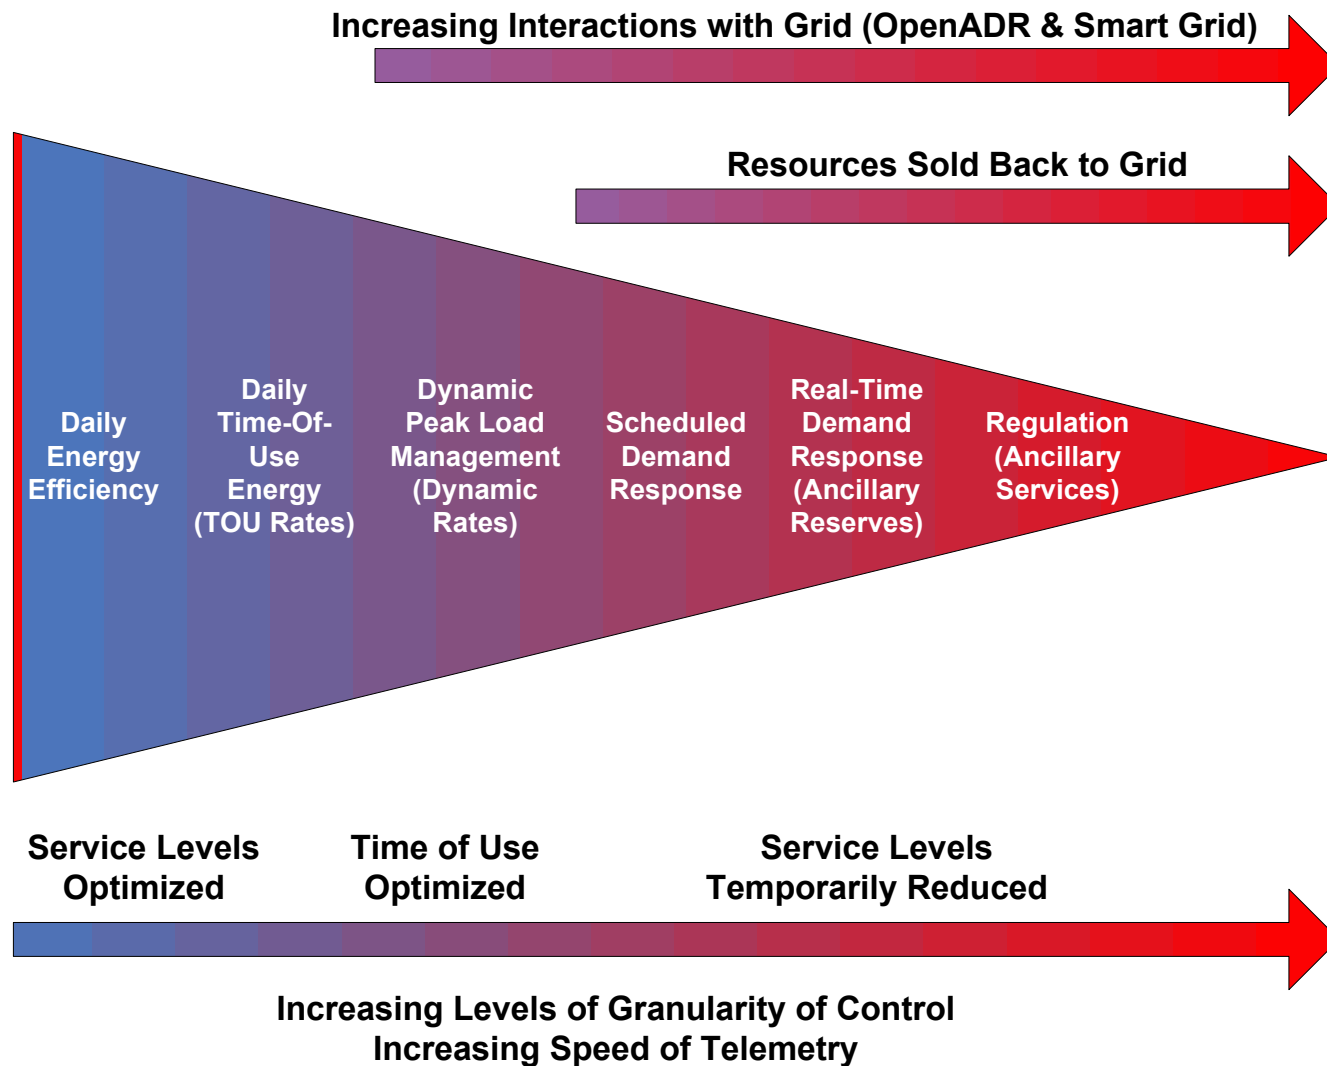 Increasing Interactions with Grid (OpenADR & Smart Grid)
Resources Sold Back to Grid
Daily
Energy
Efficiency
Daily
Time-Of-
Use
Energy
(TOU Rates)
Dynamic
Peak Load
Management
(Dynamic
Rates)
Scheduled
Demand
Response
Real-Time
Demand
Response
(Ancillary
Reserves)
Regulation
(Ancillary
Services)
Service Levels
Optimized
Time of Use
Optimized
Service Levels
Temporarily Reduced
Increasing Levels of Granularity of Control
Increasing Speed of Telemetry